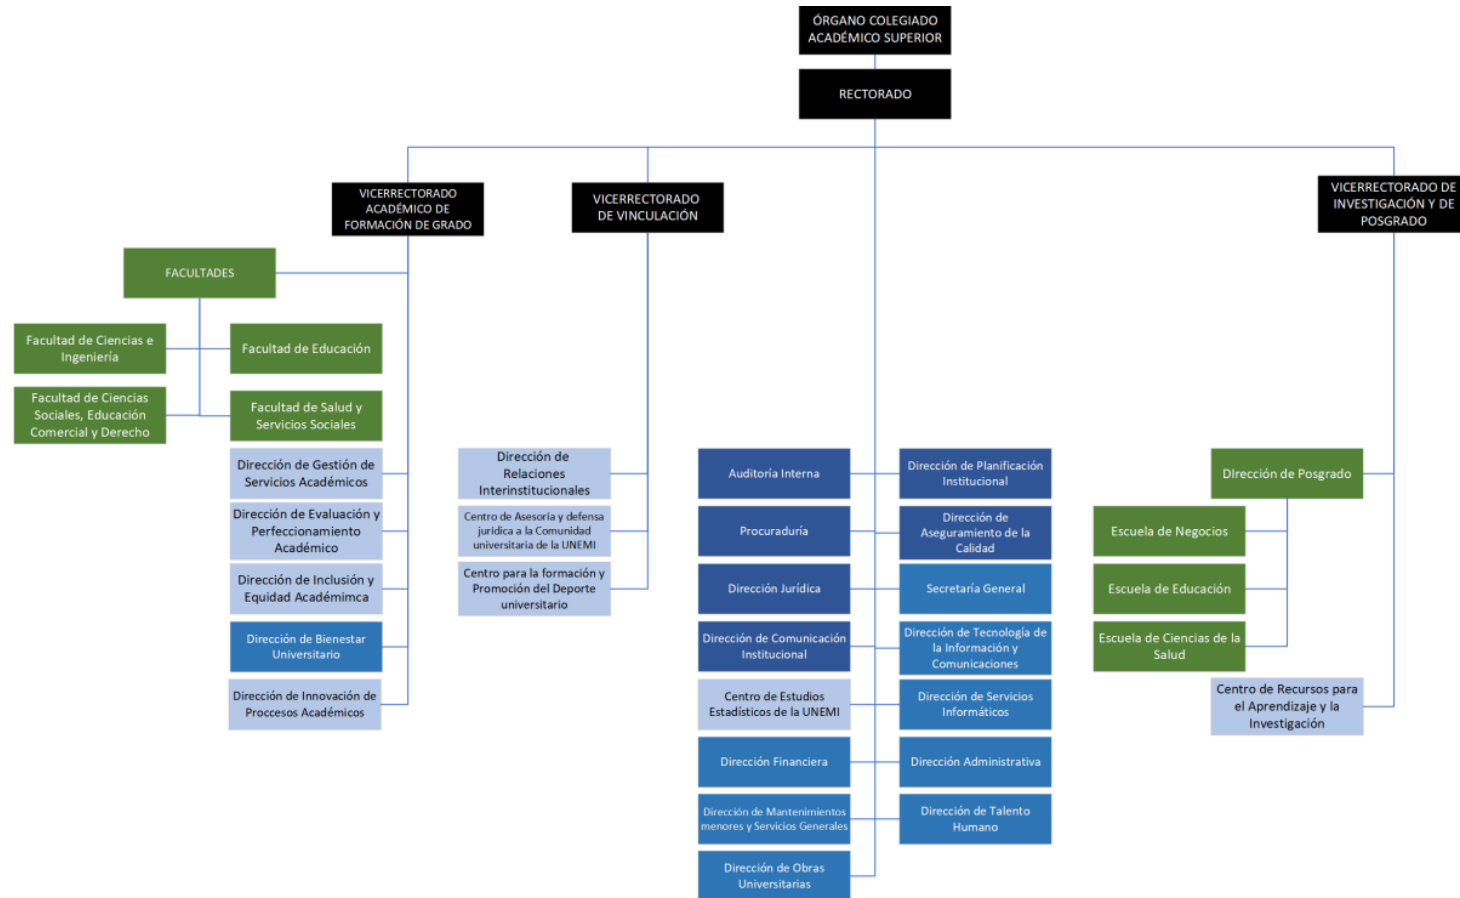 ÓRGANO COLEGIADO
ACADÉMICO SUPERIOR
RECTORADO
VICERRECTORADO
ACADÉMICO DE
FORMACIÓN DE GRADO
VICERRECTORADO
DE VINCULACIÓN
VICERRECTORADO DE
INVESTIGACIÓN Y DE
POSGRADO
FACULTADES
Facultad de Ciencias e
Ingeniería
Facultad de Educación
Facultad de Ciencias
Sociales, Educación
Comercial y Derecho
Facultad de Salud y
Servicios Sociales
Dirección de Gestión de
Servicios Académicos
Dirección de Evaluación y
Perfeccionamiento
Académico
Dirección de Inclusión y
Equidad Académimca
Dirección de Bienestar
Universitario
Dirección de Innovación de
Proccesos Académicos
Dirección de
Relaciones
Interinstitucionales
Centro de Asesoría y defensa
jurídica a la Comunidad
universitaria de la UNEMI
Centro para la formación y
Promoción del Deporte
universitario
Auditoría Interna
Dirección de Planificación
Institucional
Procuraduría
Dirección de
Aseguramiento de la
Calidad
Dirección Jurídica
Secretaría General
Dirección de Comunicación
Institucional
Dirección de Tecnología de
la Información y
Comunicaciones
Centro de Estudios
Estadísticos de la UNEMI
Dirección de Servicios
Informáticos
Dirección Financiera
Dirección Administrativa
Dirección de Mantenimientos
menores y Servicios Generales
Dirección de Talento
Humano
Dirección de Obras
Universitarias
DIrección de Posgrado
Escuela de Negocios
Escuela de Educación
Escuela de Ciencias de la
Salud
Centro de Recursos para
el Aprendizaje y la
Investigación